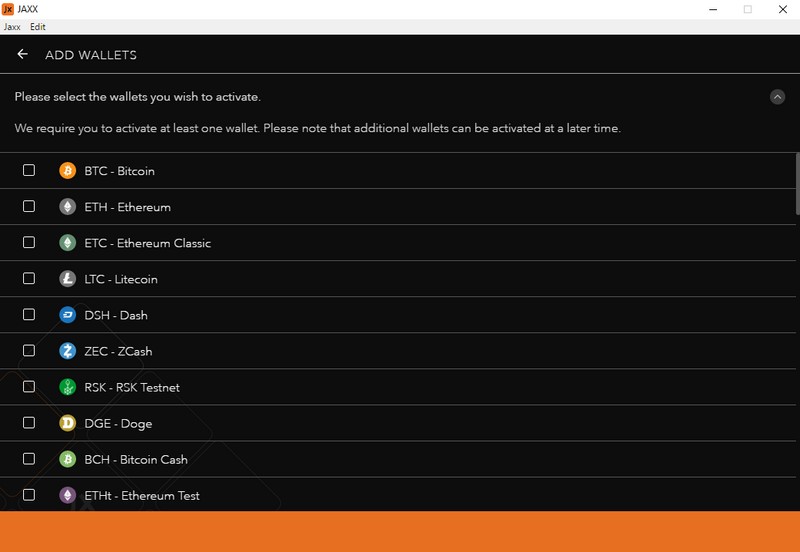 JAXX
Jaxx Edit
ADD WALLETS
Please select the wallets you wish to activate.
We require you to activate at least one wallet. Please note that additional wallets can be activated at a later time.
BTC - Bitcoin
ETH - Ethereum
ETC - Ethereum Classic
LTC - Litecoin
DSH - Dash
ZEC - ZCash
RSK - RSK Testnet
DGE - Doge
BCH - Bitcoin Cash
ETHt - Ethereum Test